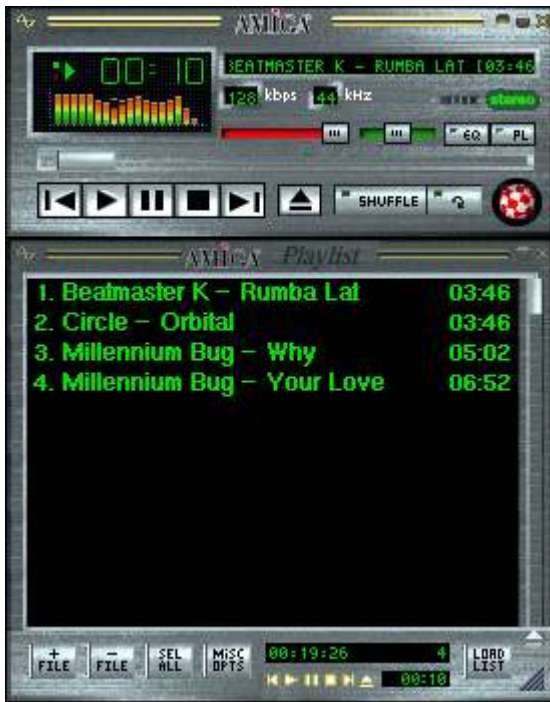 AMIGA
00:10
BEATMASTER K - RUMBA LAT [03:46
128 kbps 44 kHz stereo
EQ PL
SHUFFLE
AMIGA Playlist
1. Beatmaster K - Rumba Lat 03:46
2. Circle - Orbital 03:46
3. Millennium Bug - Why 05:02
4. Millennium Bug - Your Love 06:52
+ FILE - FILE SEL ALL MISC OPTS 00:19:26 4 LOAD LIST
00:10